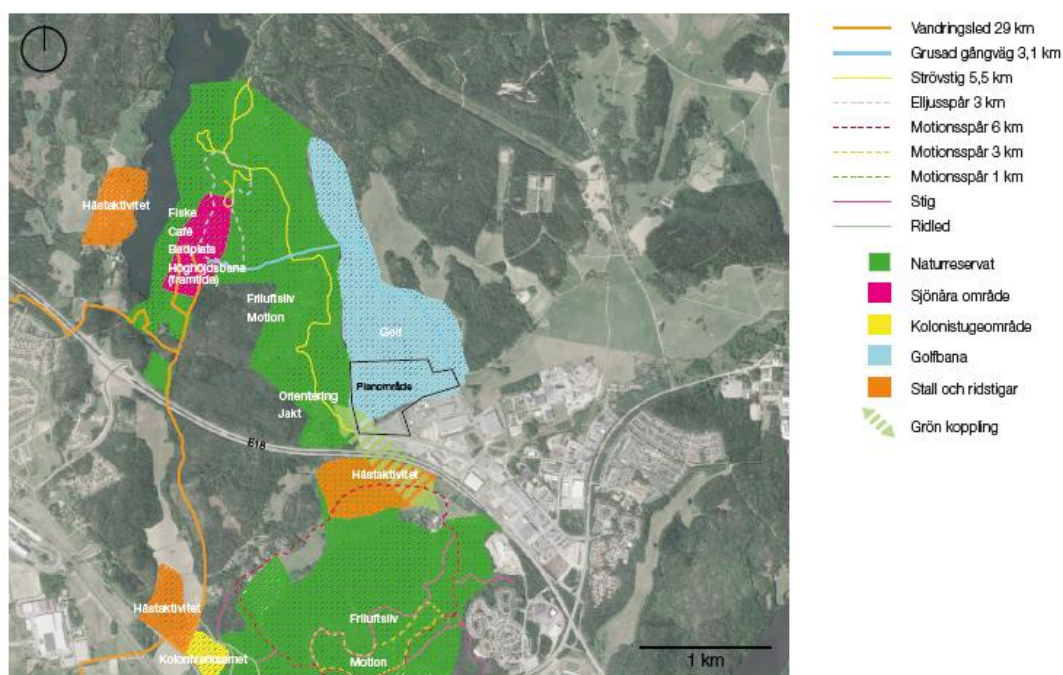 Vandringsled 29 km
Grusad gångväg 3,1 km
Strövstig 5,5 km
Elljusspår 3 km
Motionsspår 6 km
Motionsspår 3 km
Motionsspår 1 km
Stig
Ridled
Naturreservat
Sjönära område
Kolonistugeområde
Golfbana
Stall och ridstigar
Grön koppling
Hästaktivitet
Fiske
Café
Badplats
Höghöjdsbana
(framtida)
Friluftsliv
Motion
Golf
Planområde
Orientering
Jakt
E18
Hästaktivitet
Hästaktivitet
Friluftsliv
Motion
1 km